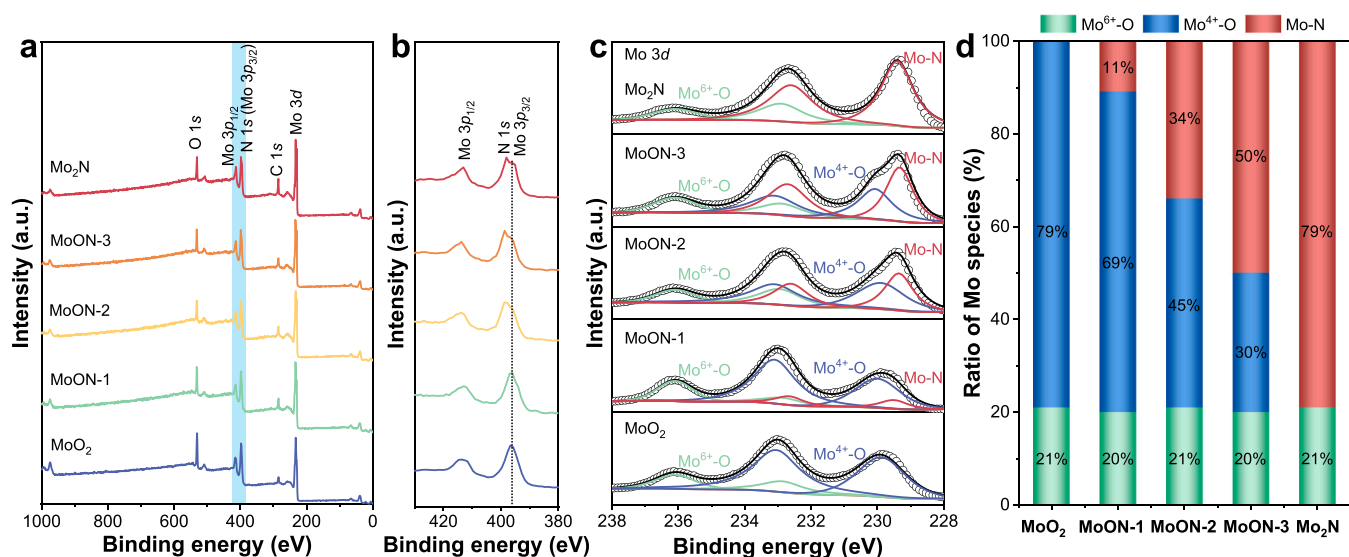 a
O 1s
Mo 3p1/2
N 1s (Mo 3p3/2)
C 1s
Mo 3d
Mo2N
MoON-3
MoON-2
MoON-1
MoO2
Intensity (a.u.)
1000 800 600 400 200 0
Binding energy (eV)
b
Mo 3p1/2
N 1s
Mo 3p3/2
Intensity (a.u.)
420 400 380
Binding energy (eV)
c
Mo 3d
Mo2N
Mo6+-O
Mo-N
MoON-3
Mo6+-O
Mo4+-O
Mo-N
MoON-2
Mo6+-O
Mo4+-O
Mo-N
MoON-1
Mo6+-O
Mo4+-O
Mo-N
MoO2
Mo6+-O
Mo4+-O
Intensity (a.u.)
238 236 234 232 230 228
Binding energy (eV)
d
Mo6+-O Mo4+-O Mo-N
Ratio of Mo species (%)
100
80
60
40
20
0
11%
34%
50%
79% 69% 45% 30% 79%
21% 20% 21% 20% 21%
MoO2 MoON-1 MoON-2 MoON-3 Mo2N